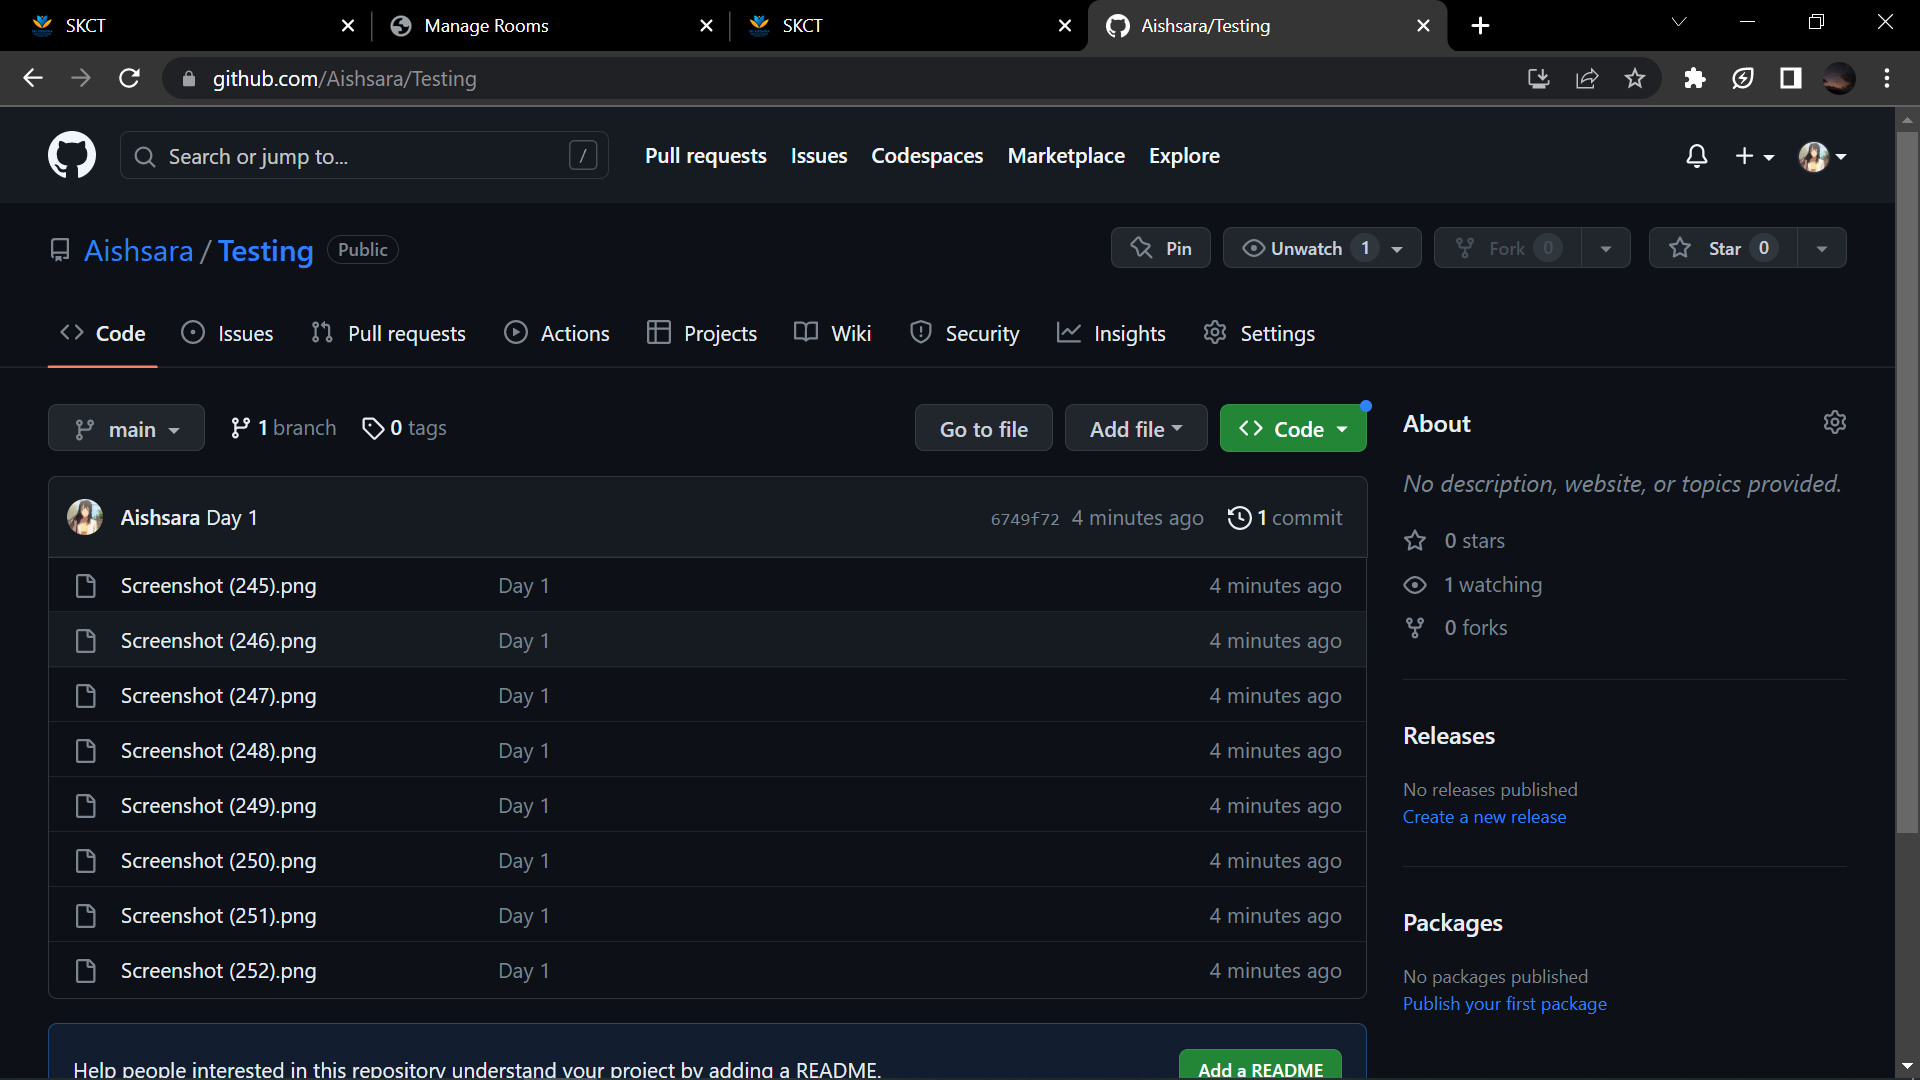 SKCT
Manage Rooms
SKCT
Aishsara/Testing
github.com/Aishsara/Testing
Search or jump to...
/
Pull requests
Issues
Codespaces
Marketplace
Explore
Aishsara / Testing
Public
Pin
Unwatch 1
Fork 0
Star 0
Code
Issues
Pull requests
Actions
Projects
Wiki
Security
Insights
Settings
main
1 branch
0 tags
Go to file
Add file
Code
Aishsara Day 1
6749f72 4 minutes ago
1 commit
Screenshot (245).png Day 1 4 minutes ago
Screenshot (246).png Day 1 4 minutes ago
Screenshot (247).png Day 1 4 minutes ago
Screenshot (248).png Day 1 4 minutes ago
Screenshot (249).png Day 1 4 minutes ago
Screenshot (250).png Day 1 4 minutes ago
Screenshot (251).png Day 1 4 minutes ago
Screenshot (252).png Day 1 4 minutes ago
Help people interested in this repository understand your project by adding a README.
Add a README
About
No description, website, or topics provided.
0 stars
1 watching
0 forks
Releases
No releases published
Create a new release
Packages
No packages published
Publish your first package